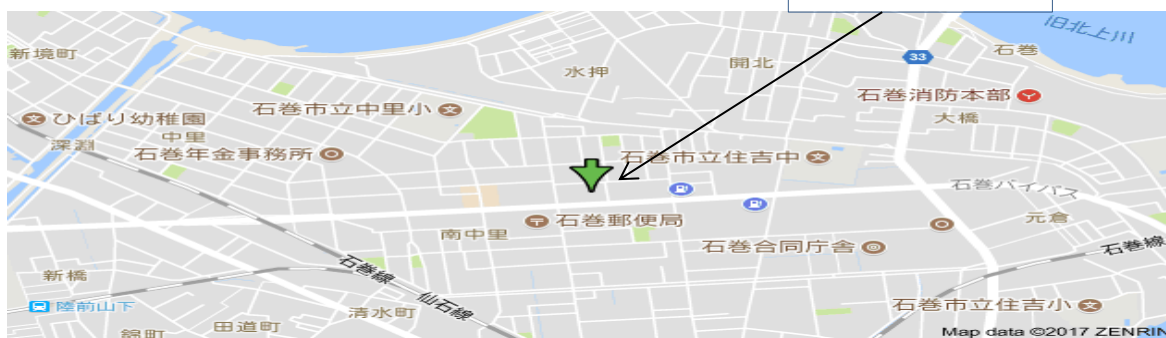 旧北上川
新境町
石巻
33
開北
水押
石巻消防本部
石巻市立中里小
ひばり幼稚園
大橋
中里
深淵
石巻年金事務所
石巻市立住吉中
石巻バイパス
石巻郵便局
元倉
南中里
石巻合同庁舎
石巻線
石巻線
新橋
仙石線
陸前山下
石巻市立住吉小
清水町
田道町
錦町
Map data ©2017 ZENRIN